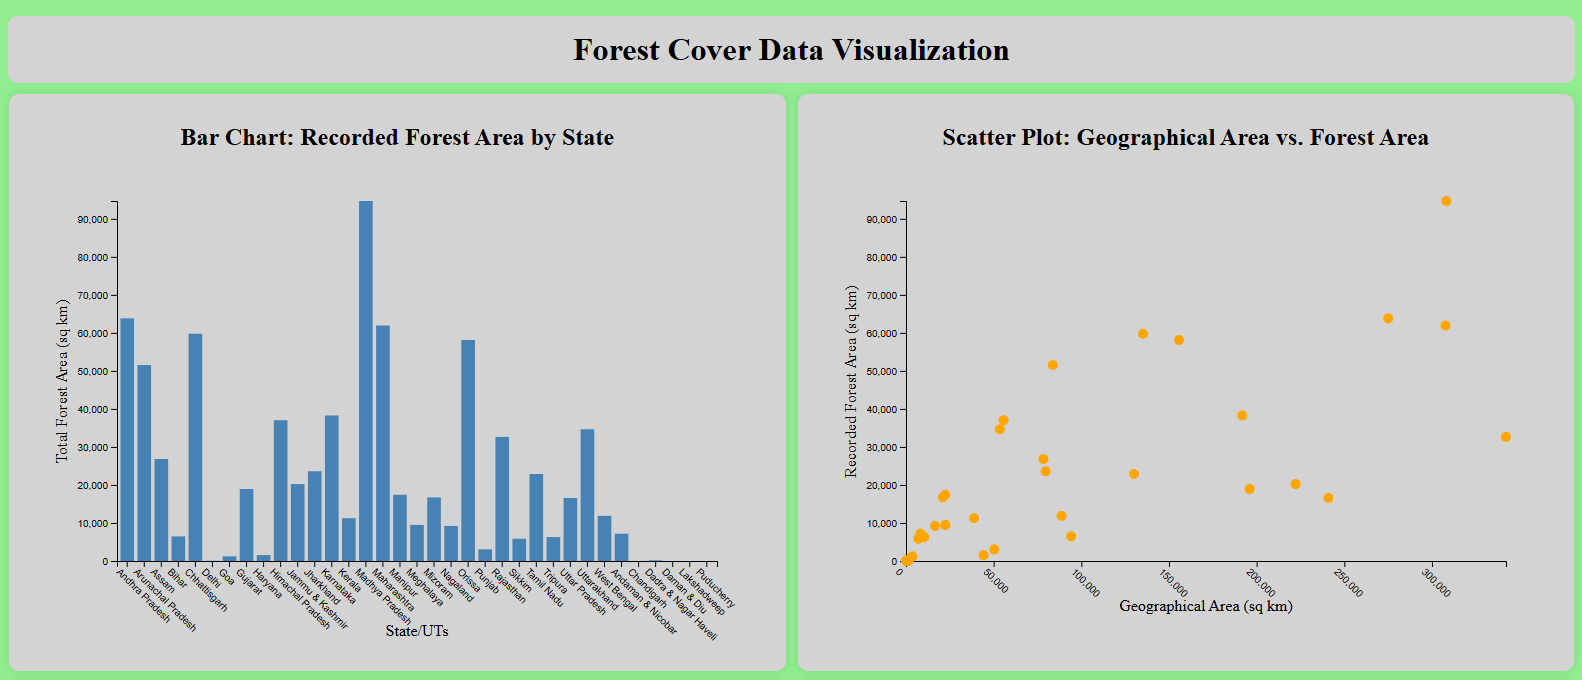 Forest Cover Data Visualization
Bar Chart: Recorded Forest Area by State
90,000
80,000
70,000
60,000
50,000
40,000
30,000
20,000
10,000
0
Total Forest Area (sq km)
Andhra Pradesh
Arunachal Pradesh
Assam
Bihar
Chhattisgarh
Delhi
Goa
Gujarat
Haryana
Himachal Pradesh
Jammu & Kashmir
Jharkhand
Karnataka
Kerala
Madhya Pradesh
Maharashtra
Manipur
Meghalaya
Mizoram
Nagaland
Orissa
Punjab
Rajasthan
Sikkim
Tamil Nadu
Tripura
Uttar Pradesh
Uttarakhand
West Bengal
Andaman & Nicobar
Chandigarh
Dadra & Nagar Haveli
Daman & Diu
Lakshadweep
Puducherry
State/UTs
Scatter Plot: Geographical Area vs. Forest Area
90,000
80,000
70,000
60,000
50,000
40,000
30,000
20,000
10,000
0
Recorded Forest Area (sq km)
0
50,000
100,000
150,000
200,000
250,000
300,000
Geographical Area (sq km)